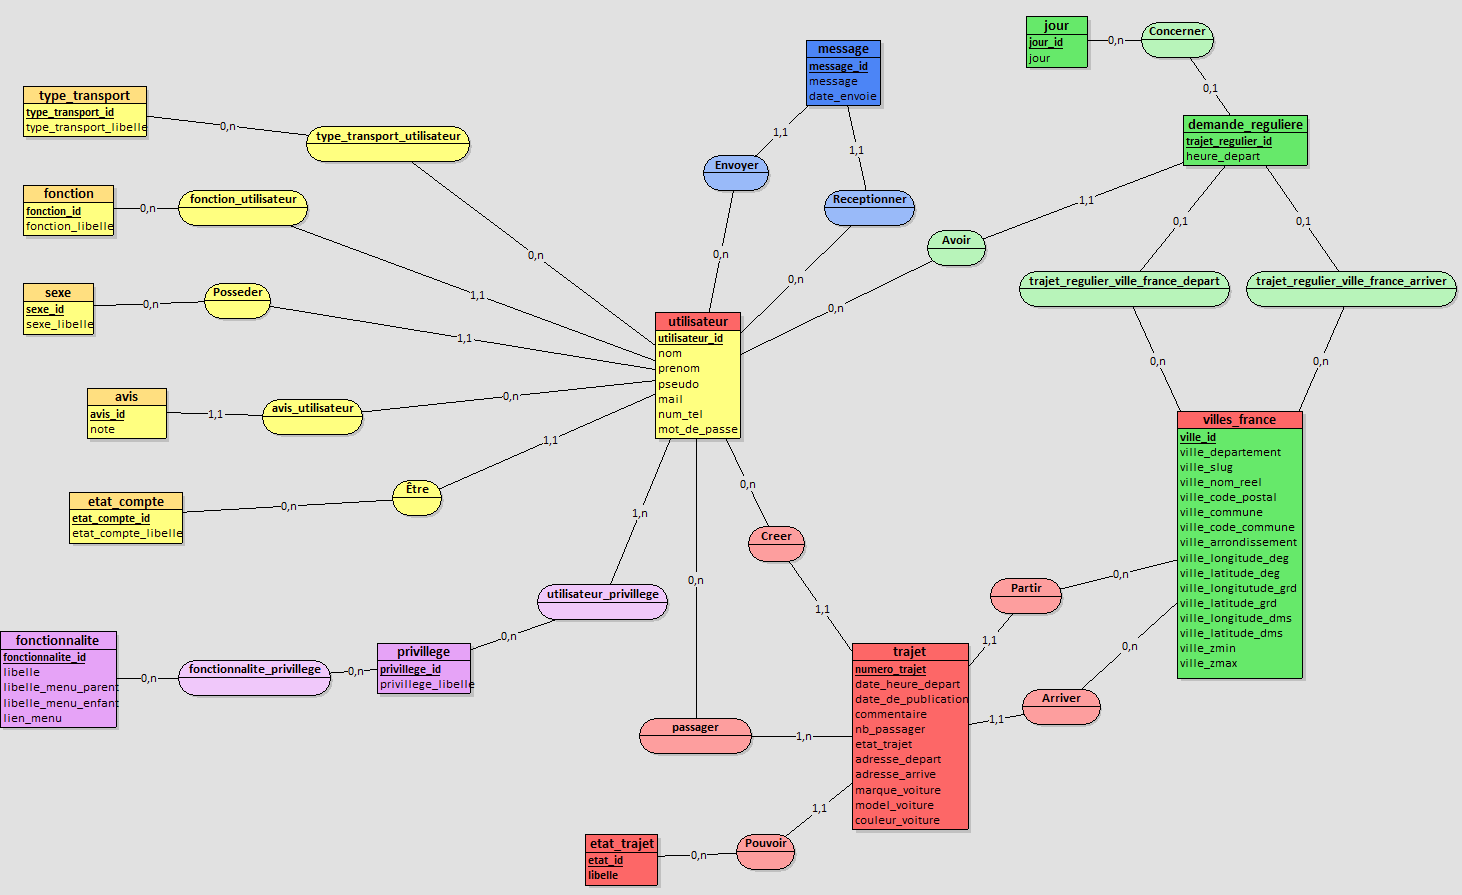 jour
jour_id
jour
0,n
Concerner
0,1
message
message_id
message
date_envoie
1,1
1,1
Envoyer
Receptionner
0,n
0,n
type_transport
type_transport_id
type_transport_libelle
0,n
type_transport_utilisateur
0,n
demande_reguliere
trajet_regulier_id
heure_depart
1,1
0,1
0,1
Avoir
0,n
trajet_regulier_ville_france_depart
trajet_regulier_ville_france_arriver
0,n
0,n
fonction
fonction_id
fonction_libelle
0,n
fonction_utilisateur
1,1
sexe
sexe_id
sexe_libelle
0,n
Posseder
1,1
utilisateur
utilisateur_id
nom
prenom
pseudo
mail
num_tel
mot_de_passe
avis
avis_id
note
1,1
avis_utilisateur
0,n
etat_compte
etat_compte_id
etat_compte_libelle
0,n
Être
1,1
villes_france
ville_id
ville_departement
ville_slug
ville_nom_reel
ville_code_postal
ville_commune
ville_code_commune
ville_arrondissement
ville_longitude_deg
ville_latitude_deg
ville_longitutude_grd
ville_latitude_grd
ville_longitude_dms
ville_latitude_dms
ville_zmin
ville_zmax
1,n
0,n
0,n
Creer
1,1
utilisateur_privillege
0,n
Partir
0,n
1,1
Arriver
0,n
1,1
fonctionnalite
fonctionnalite_id
libelle
libelle_menu_parent
libelle_menu_enfant
lien_menu
0,n
fonctionnalite_privillege
0,n
privillege
privillege_id
privillege_libelle
trajet
numero_trajet
date_heure_depart
date_de_publication
commentaire
nb_passager
etat_trajet
adresse_depart
adresse_arrive
marque_voiture
model_voiture
couleur_voiture
passager
1,n
1,1
etat_trajet
etat_id
libelle
0,n
Pouvoir